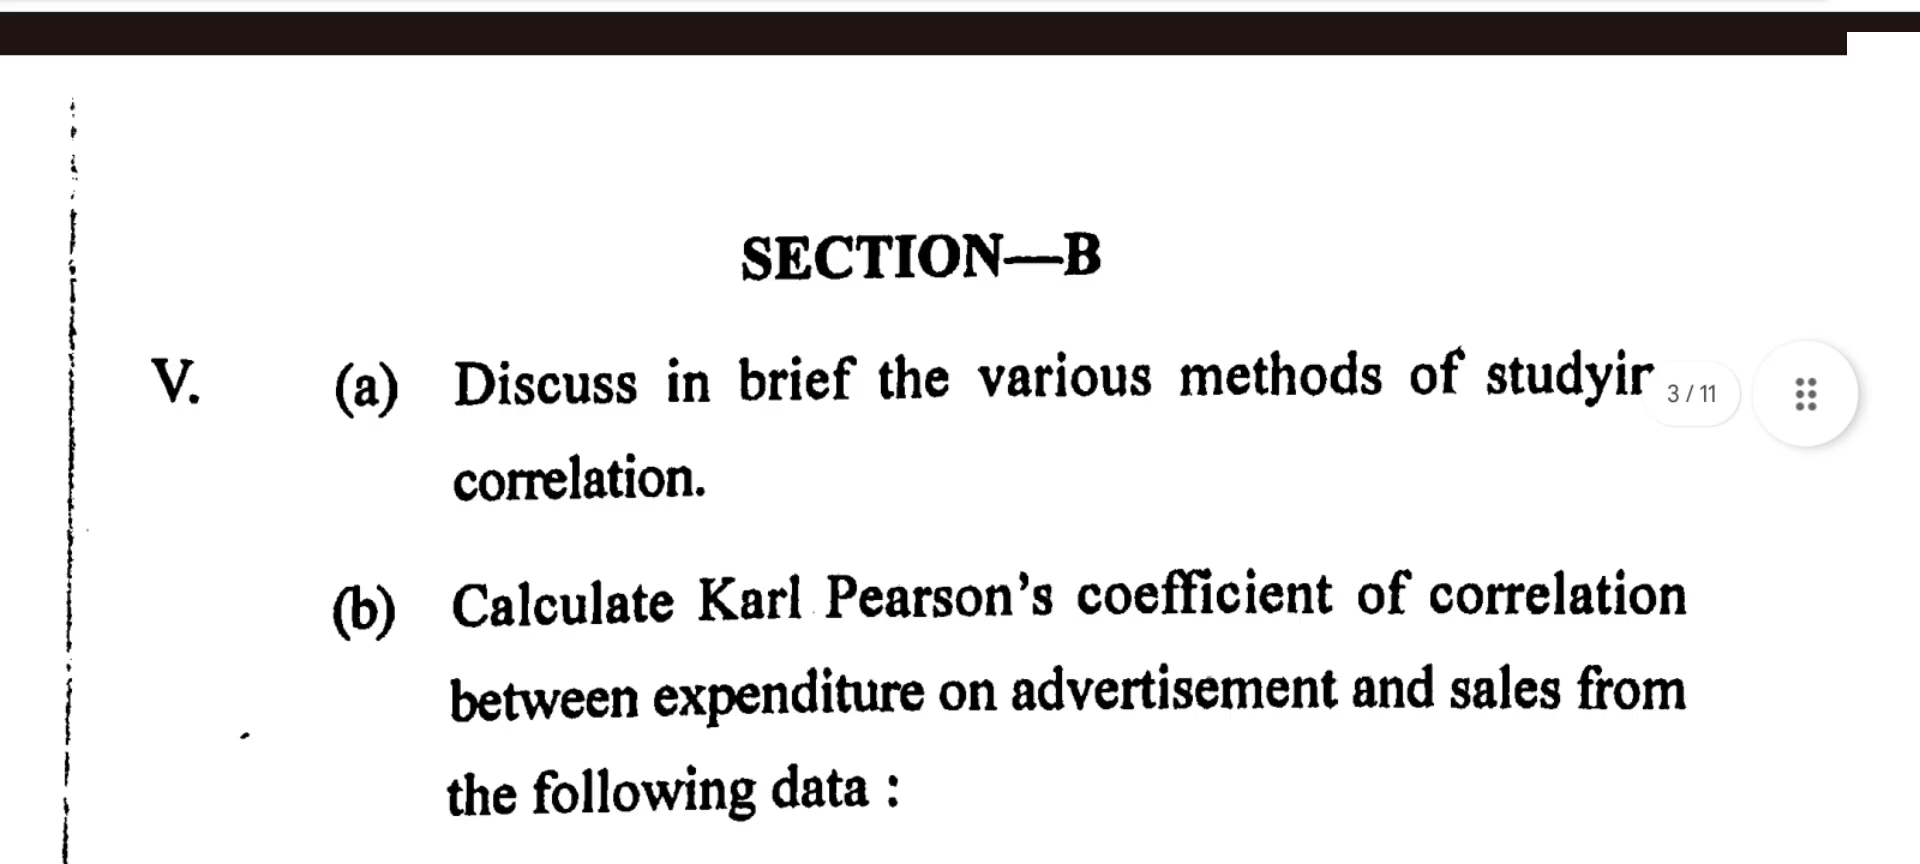 SECTION—B
V. (a) Discuss in brief the various methods of
3 / 11
correlation.
(b) Calculate Karl Pearson's coefficient of correlation
between expenditure on advertisement and sales from
the following data :